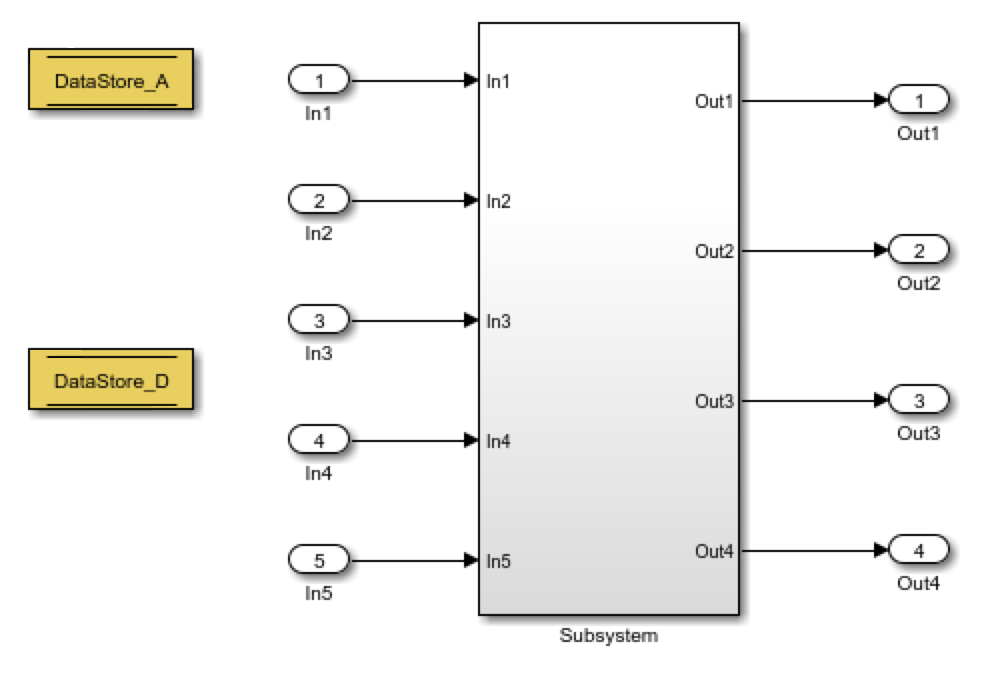 DataStore_A
DataStore_D
1
In1
2
In2
3
In3
4
In4
5
In5
In1
In2
In3
In4
In5
Out1
Out2
Out3
Out4
Subsystem
1
Out1
2
Out2
3
Out3
4
Out4